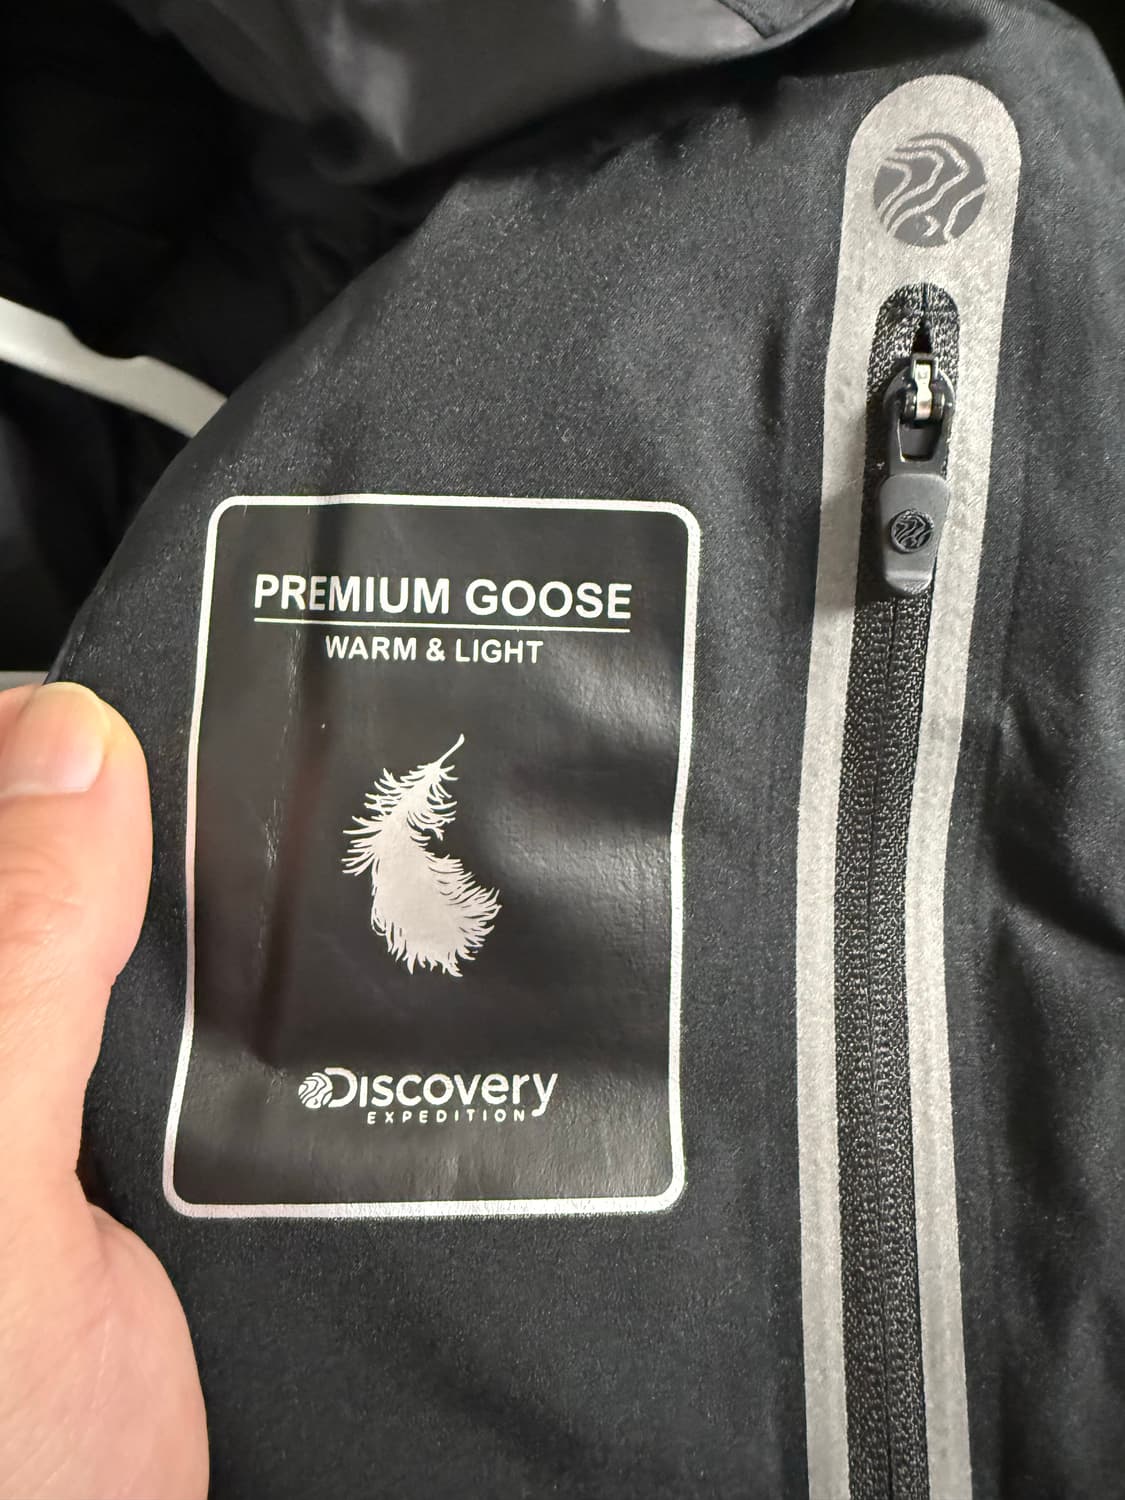 PREMIUM GOOSE
WARM & LIGHT
Discovery
EXPEDITION